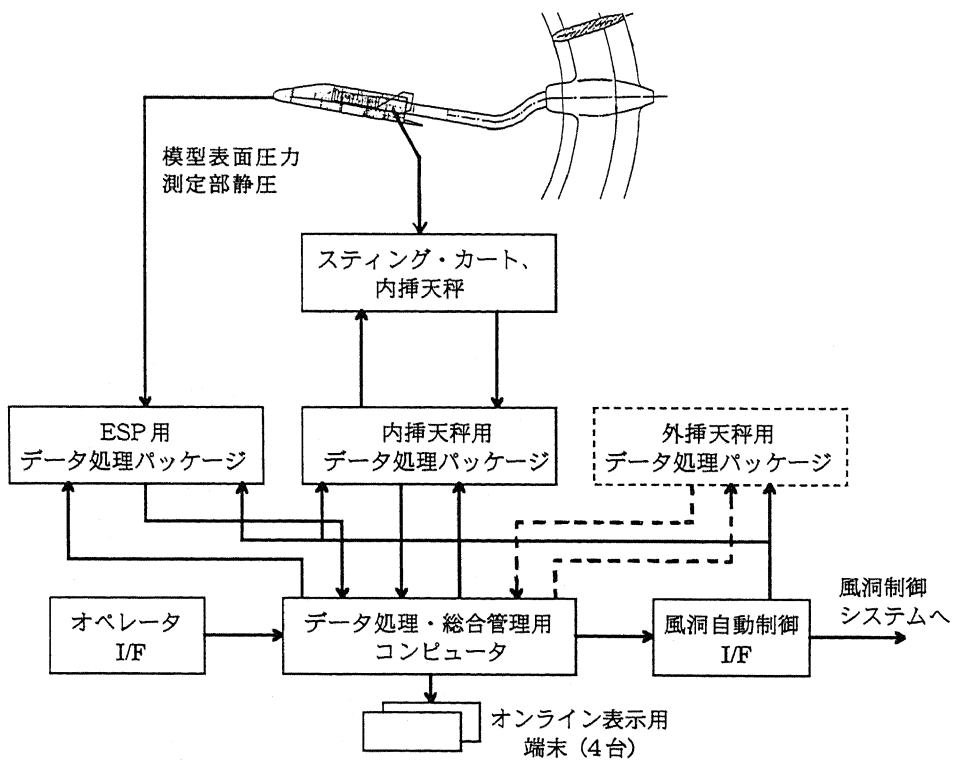 模型表面圧力
測定部静圧
スティング・カート、
内挿天秤
ESP用
データ処理パッケージ
内挿天秤用
データ処理パッケージ
外挿天秤用
データ処理パッケージ
オペレータ
I/F
データ処理・総合管理用
コンピュータ
風洞自動制御
I/F
風洞制御
システムへ
オンライン表示用
端末(4台)